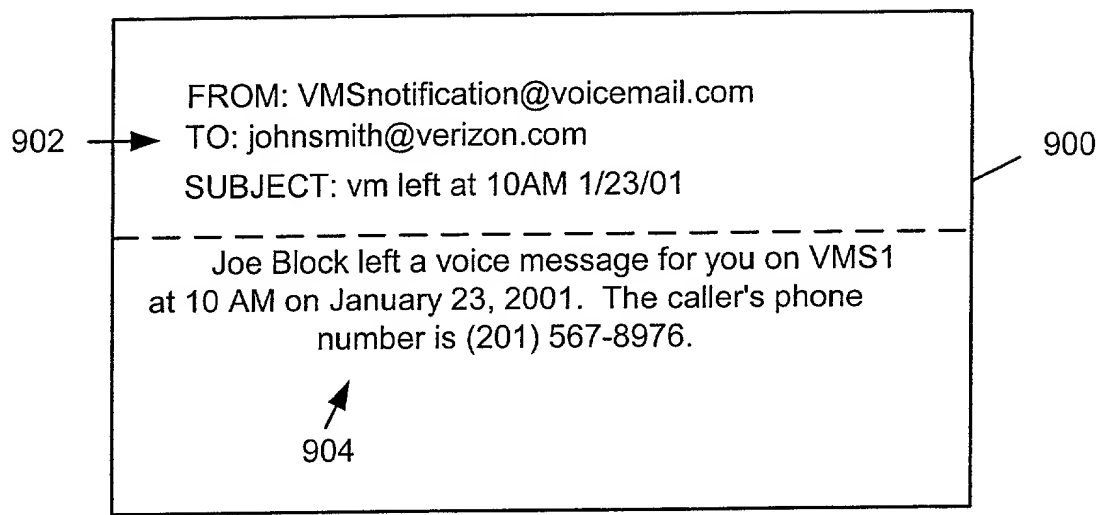 FROM: VMSnotification@voicemail.com
902
TO: johnsmith@verizon.com
900
SUBJECT: vm left at 10AM 1/23/01
Joe Block left a voice message for you on VMS1
at 10 AM on January 23, 2001. The caller's phone
number is (201) 567-8976.
904